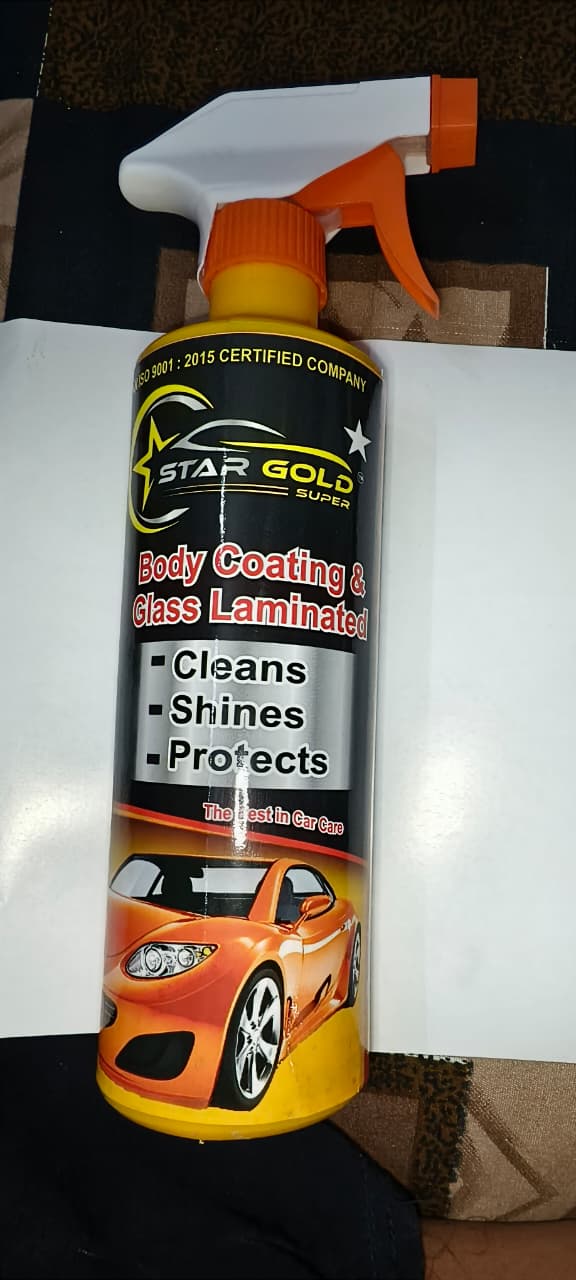 ISO 9001 : 2015 CERTIFIED COMPANY
STAR GOLD
SUPER
Body Coating &
Glass Laminated
- Cleans
- Shines
- Protects
The Best in Car Care